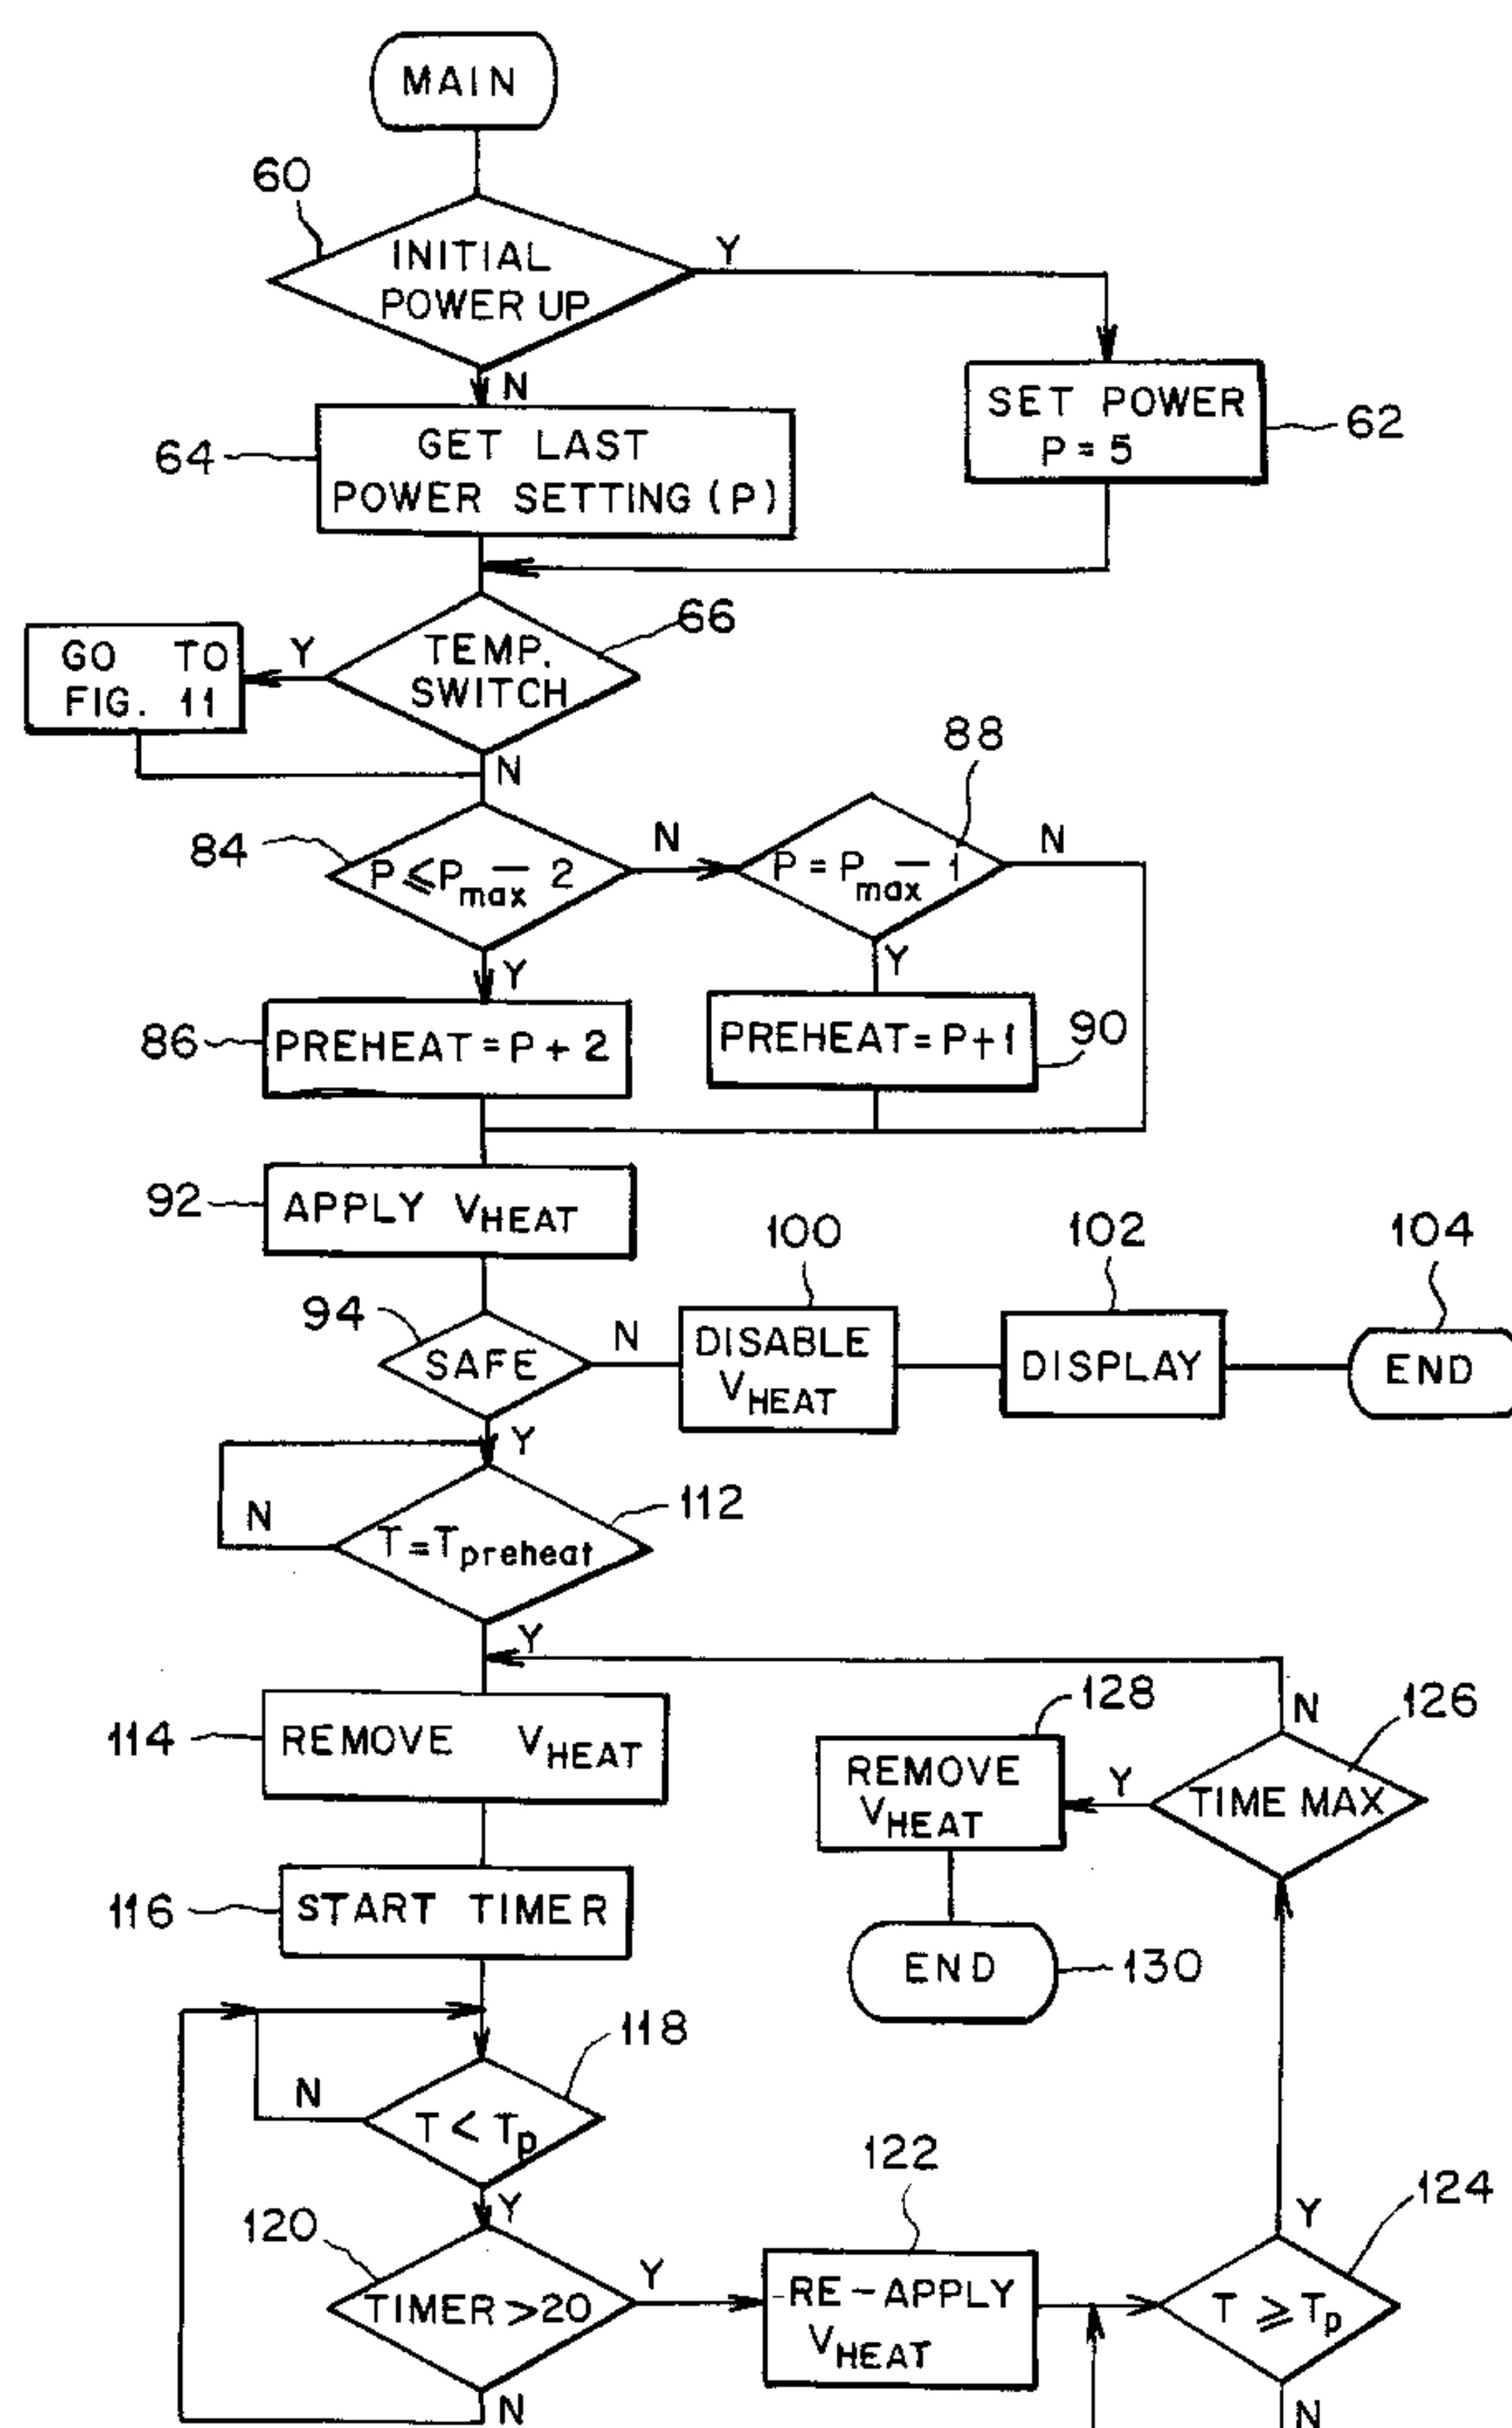 MAIN
60
INITIAL
POWER UP
Y
N
SET POWER
P = 5
62
64
GET LAST
POWER SETTING (P)
66
TEMP.
SWITCH
Y
GO TO
FIG. 11
N
88
84
P ≤ Pmax - 2
N
P = Pmax - 1
N
Y
Y
86
PREHEAT = P + 2
PREHEAT = P + 1
90
92
APPLY VHEAT
100
102
104
94
SAFE
N
DISABLE
VHEAT
DISPLAY
END
Y
112
N
T = Tpreheat
Y
114
REMOVE VHEAT
128
REMOVE
VHEAT
Y
N
126
TIME MAX
116
START TIMER
END
130
118
N
T < Tp
Y
120
TIMER > 20
Y
122
RE-APPLY
VHEAT
124
Y
T ≥ Tp
N
N